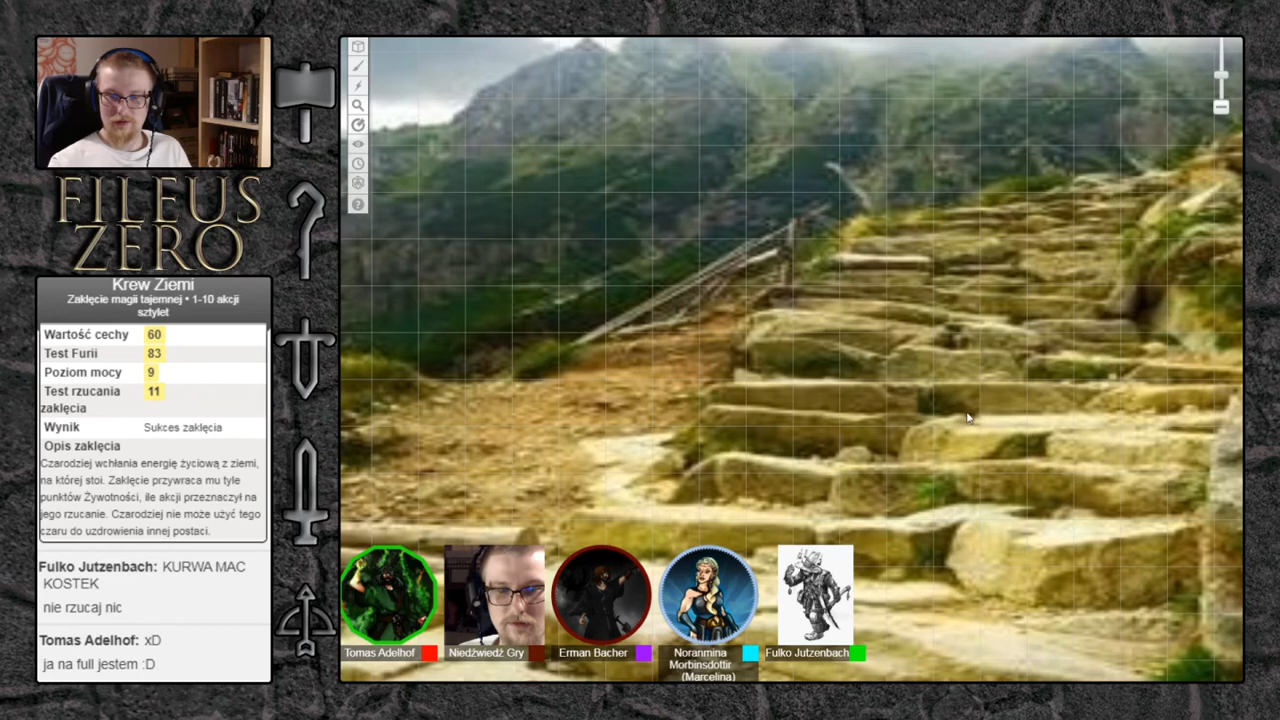 FILEUS
ZERO
Krew Ziemi
Zaklęcie magii tajemnej • 1-10 akcji
sztylet
Wartość cechy 60
Test Furii 83
Poziom mocy 9
Test rzucania 11
zaklęcia
Wynik Sukces zaklęcia
Opis zaklęcia
Czarodziej wchłania energię życiową z ziemi,
na której stoi. Zaklęcie przywraca mu tyle
punktów Żywotności, ile akcji przeznaczył na
jego rzucanie. Czarodziej nie może użyć tego
czaru do uzdrowienia innej postaci.
Fulko Jutzenbach: KURWA MAC
KOSTEK
nie rzucaj nic
Tomas Adelhof: xD
ja na full jestem :D
Tomas Adelhof
Niedźwiedź Gry
Erman Bacher
Noranmina
Morbinsdottir
(Marcelina)
Fulko Jutzenbach